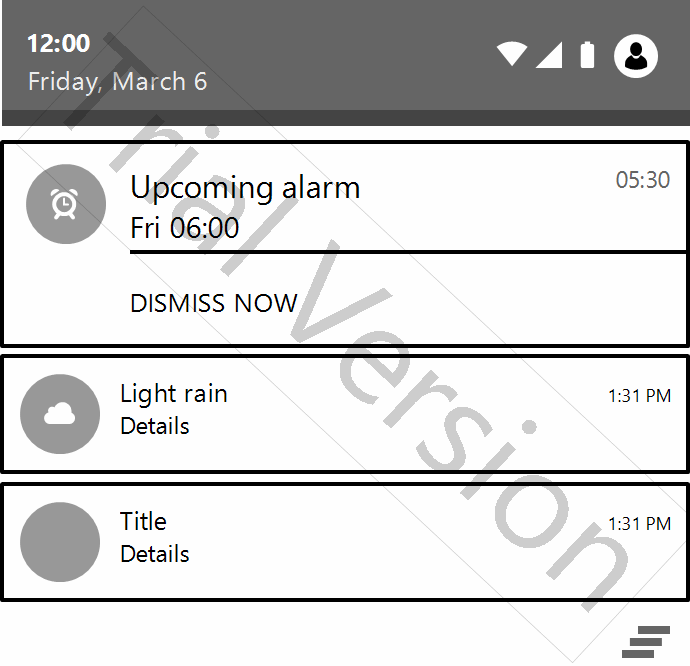 12:00
Friday, March 6
Upcoming alarm
05:30
Fri 06:00
DISMISS NOW
Light rain
1:31 PM
Details
Title
1:31 PM
Details
Trial Version